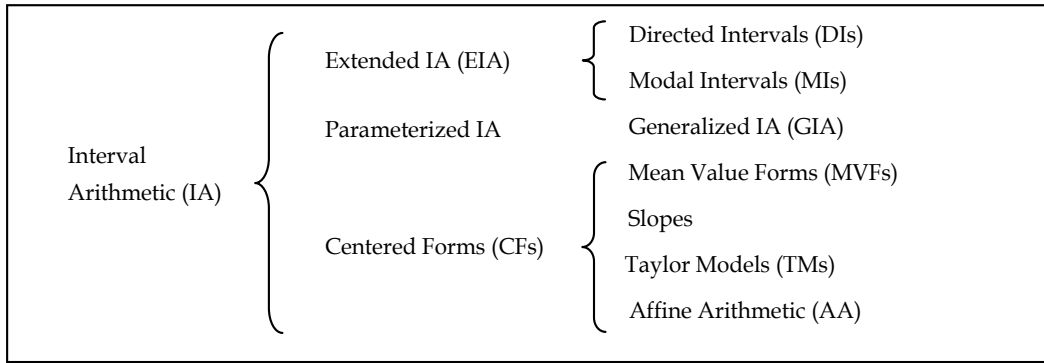 Directed Intervals (DIs)
Extended IA (EIA)
Modal Intervals (MIs)
Parameterized IA
Generalized IA (GIA)
Interval
Arithmetic (IA)
Mean Value Forms (MVFs)
Slopes
Centered Forms (CFs)
Taylor Models (TMs)
Affine Arithmetic (AA)